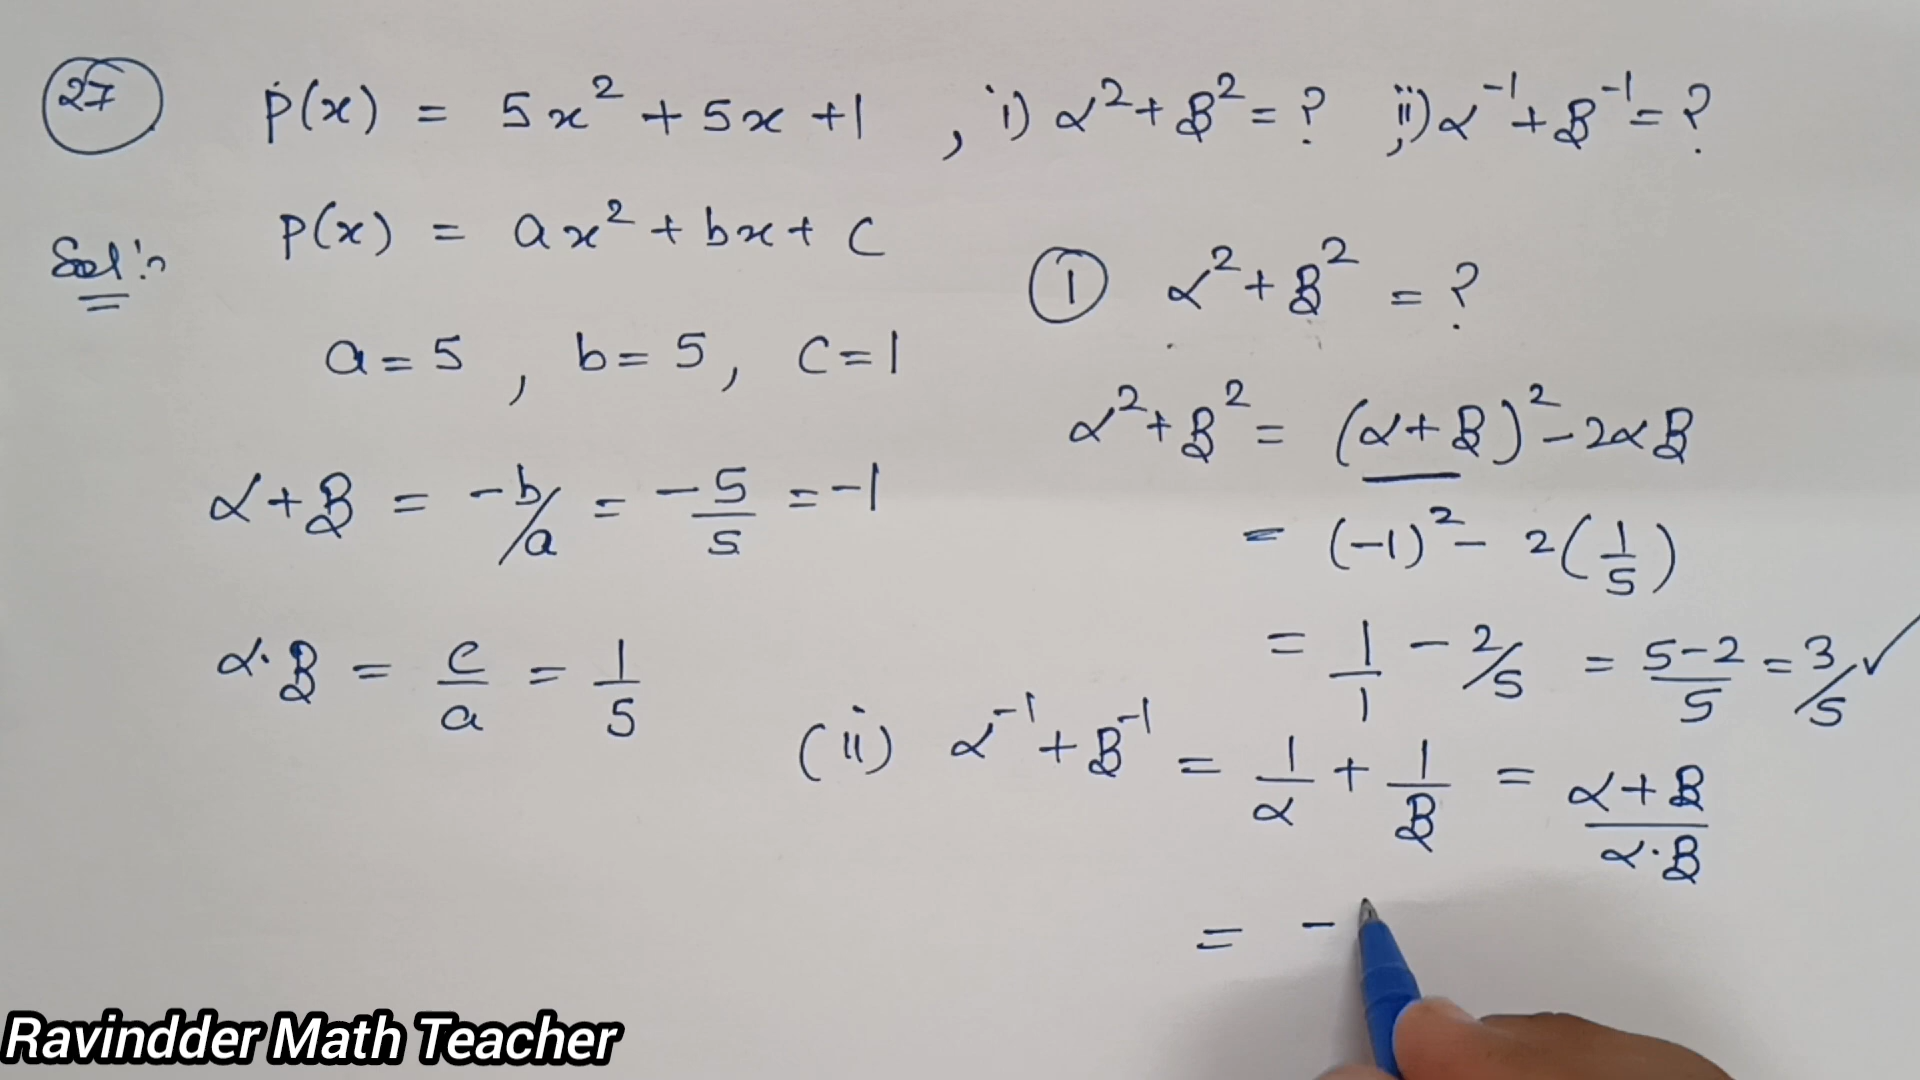 27 p(x) = 5x² + 5x + 1 , i) α² + β² = ? , ii) α⁻¹ + β⁻¹ = ?
Sol'n p(x) = ax² + bx + c
a = 5 , b = 5 , c = 1
α + β = -b/a = -5/5 = -1
α·β = c/a = 1/5
1 α² + β² = ?
α² + β² = (α + β)² - 2αβ
= (-1)² - 2(1/5)
= 1/1 - 2/5 = 5-2/5 = 3/5 ✓
(ii) α⁻¹ + β⁻¹ = 1/α + 1/β = α+β/α·β
= -
Ravindder Math Teacher